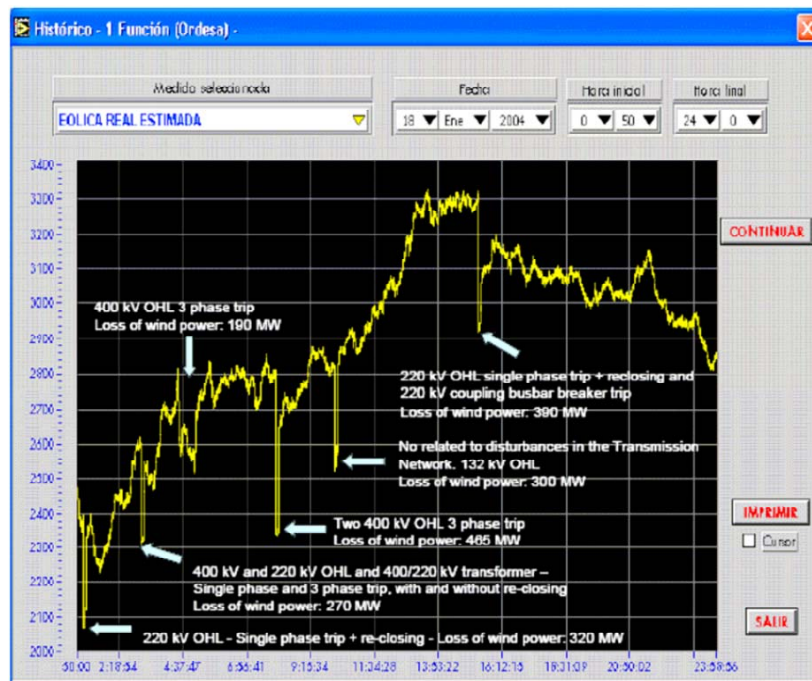 Histórico - 1 Función (Ordesa) -
Medida seleccionada
Fecha
Hora inicial
Hora final
EOLICA REAL ESTIMADA
18 Ene 2004
0 50
24 0
3400
3300
3200
3100
3000
2900
2800
2700
2600
2500
2400
2300
2200
2100
2000
CONTINUAR
400 kV OHL 3 phase trip
Loss of wind power: 190 MW
220 kV OHL single phase trip + reclosing and
220 kV coupling busbar breaker trip
Loss of wind power: 390 MW
No related to disturbances in the Transmission
Network. 132 kV OHL
Loss of wind power: 300 MW
IMPRIMIR
Cursor
Two 400 kV OHL 3 phase trip
Loss of wind power: 465 MW
400 kV and 220 kV OHL and 400/220 kV transformer –
Single phase and 3 phase trip, with and without re-closing
Loss of wind power: 270 MW
SALIR
220 kV OHL - Single phase trip + re-closing - Loss of wind power: 320 MW
50:00 2:18:54 4:37:47 6:56:41 9:15:34 11:34:28 13:53:22 16:12:15 18:31:09 20:50:02 23:58:56